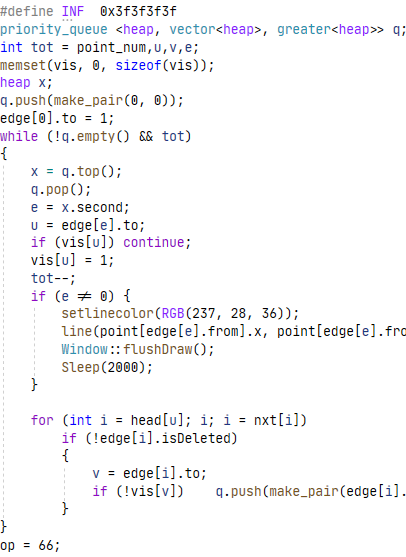 #define INF  0x3f3f3f3f
priority_queue <heap, vector<heap>, greater<heap>> q;
int tot = point_num,u,v,e;
memset(vis, 0, sizeof(vis));
heap x;
q.push(make_pair(0, 0));
edge[0].to = 1;
while (!q.empty() && tot)
{
    x = q.top();
    q.pop();
    e = x.second;
    u = edge[e].to;
    if (vis[u]) continue;
    vis[u] = 1;
    tot--;
    if (e ≠ 0) {
        setlinecolor(RGB(237, 28, 36));
        line(point[edge[e].from].x, point[edge[e].fro
        Window::flushDraw();
        Sleep(2000);
    }
    for (int i = head[u]; i; i = nxt[i])
        if (!edge[i].isDeleted)
        {
            v = edge[i].to;
            if (!vis[v])    q.push(make_pair(edge[i].
        }
}
op = 66;